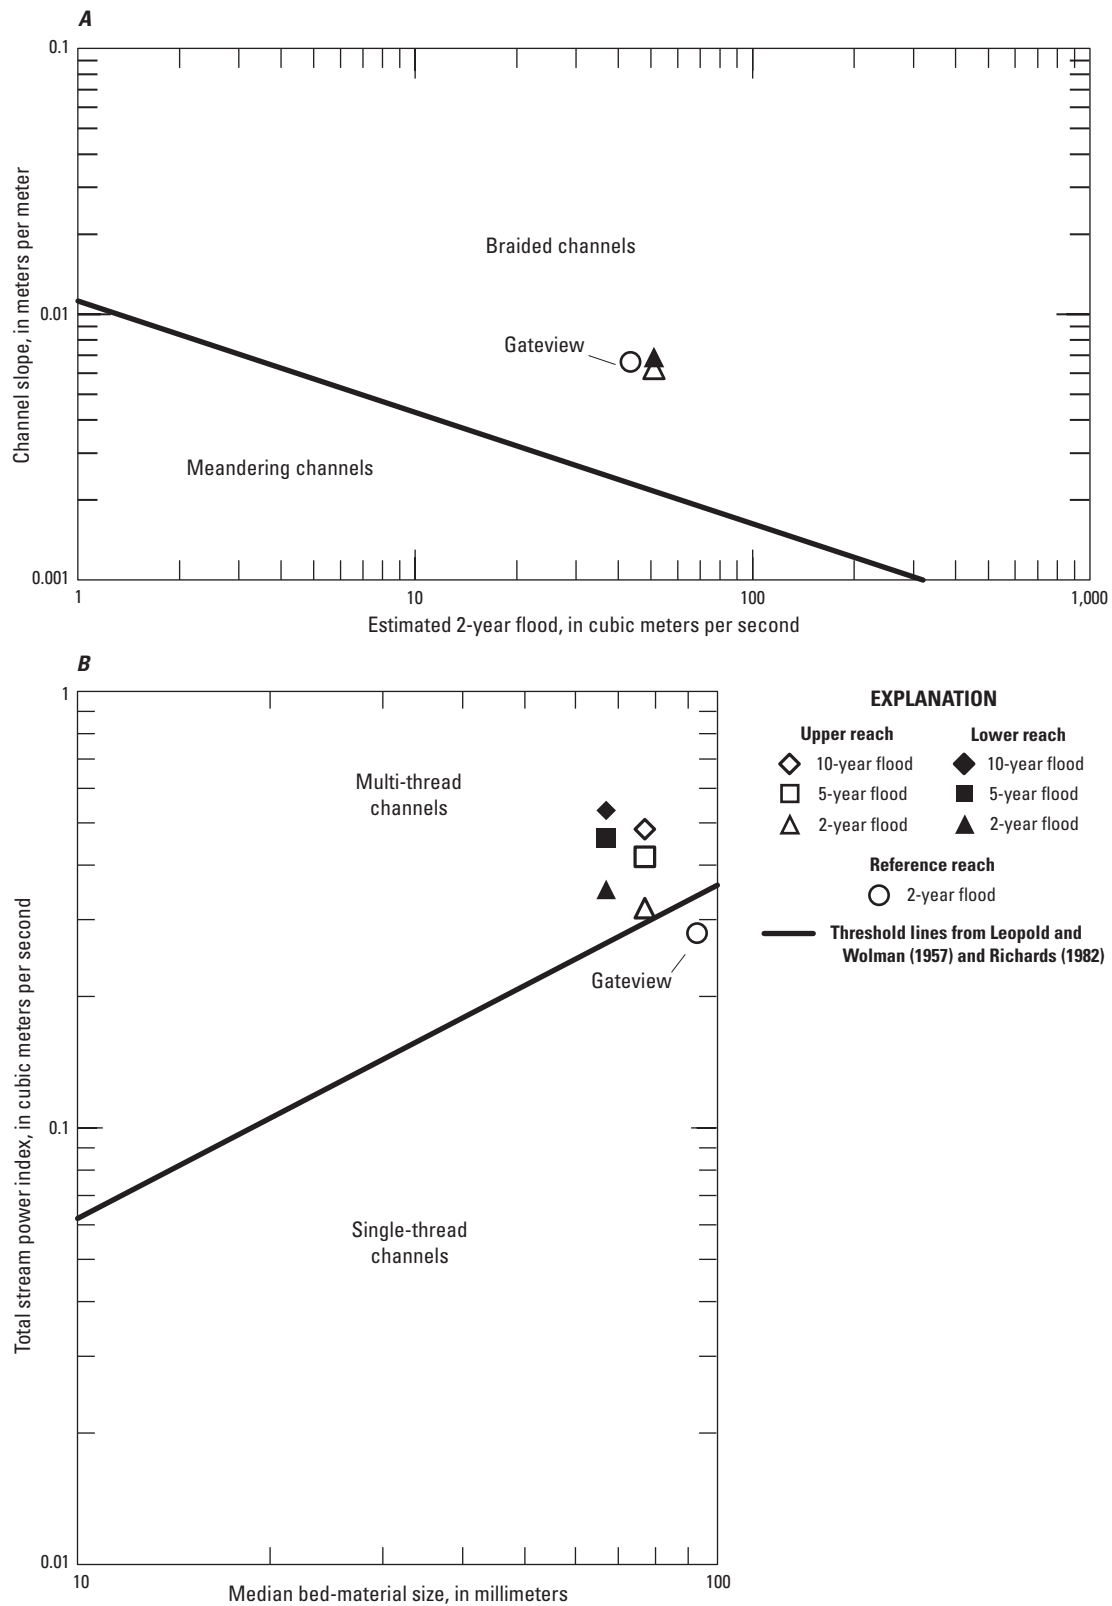 A
0.1
Channel slope, in meters per meter
Braided channels
0.01
Gateview
Meandering channels
0.001
1
10
100
1,000
Estimated 2-year flood, in cubic meters per second
B
1
Multi-thread
channels
Total stream power index, in cubic meters per second
Gateview
0.1
Single-thread
channels
0.01
10
100
Median bed-material size, in millimeters
EXPLANATION
Upper reach
10-year flood
5-year flood
2-year flood
Lower reach
10-year flood
5-year flood
2-year flood
Reference reach
2-year flood
Threshold lines from Leopold and
Wolman (1957) and Richards (1982)